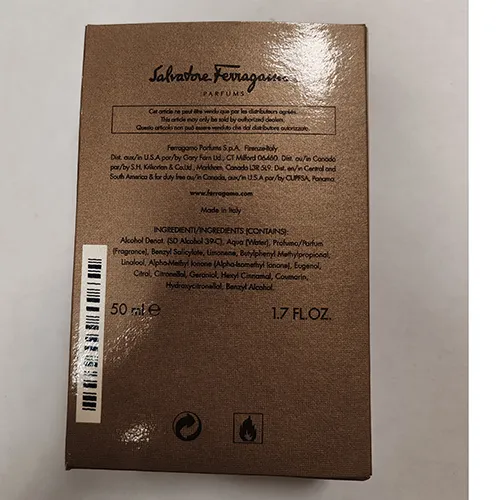 Salvatore Ferragamo
PARFUMS
Cet article ne peut être vendu que par les distributeurs agréés.
This article may only be sold by authorized dealers.
Questo articolo non può essere venduto che dal distributore autorizzato.
Ferragamo Parfums S.p.A. Firenze-Italy
Dist. aux/in U.S.A par/by Gary Farn Ltd., CT Milford 06460. Dist. au/in Canada
par/by S.H. & Co.Ltd., Markham, Canada L3R 5L9. Dist. en/in Central and
South America & for duty free au/in Canada, aux/in U.S.A par/by CLIPFSA, Panama.
www.ferragamo.com
Made in Italy
INGREDIENTI/INGREDIENTS (CONTAINS):
Alcohol Denat. (SD Alcohol 39-C), Aqua (Water), Profumo/Parfum
(Fragrance), Benzyl Salicylate, Limonene, Butylphenyl Methylpropional,
Linalool, Alpha-Methyl Ionone (Alpha-Isomethyl Ionone), Eugenol,
Citral, Citronellol, Geraniol, Hexyl Cinnamal, Coumarin,
Hydroxycitronellal, Benzyl Alcohol.
50 ml ℮ 1.7 FL.OZ.